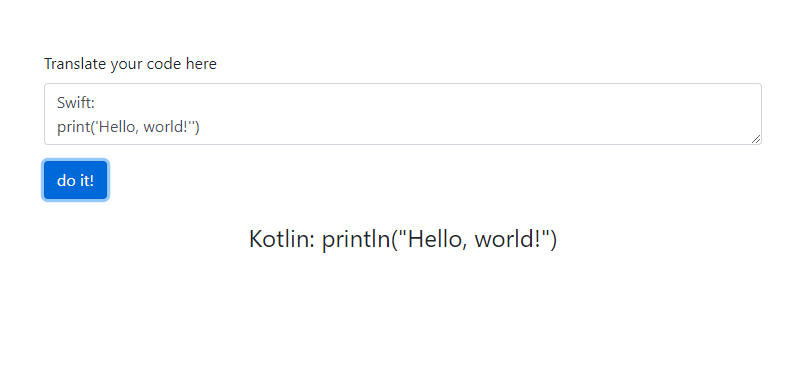 Translate your code here
Swift:
print('Hello, world!'')
do it!
Kotlin: println("Hello, world!")